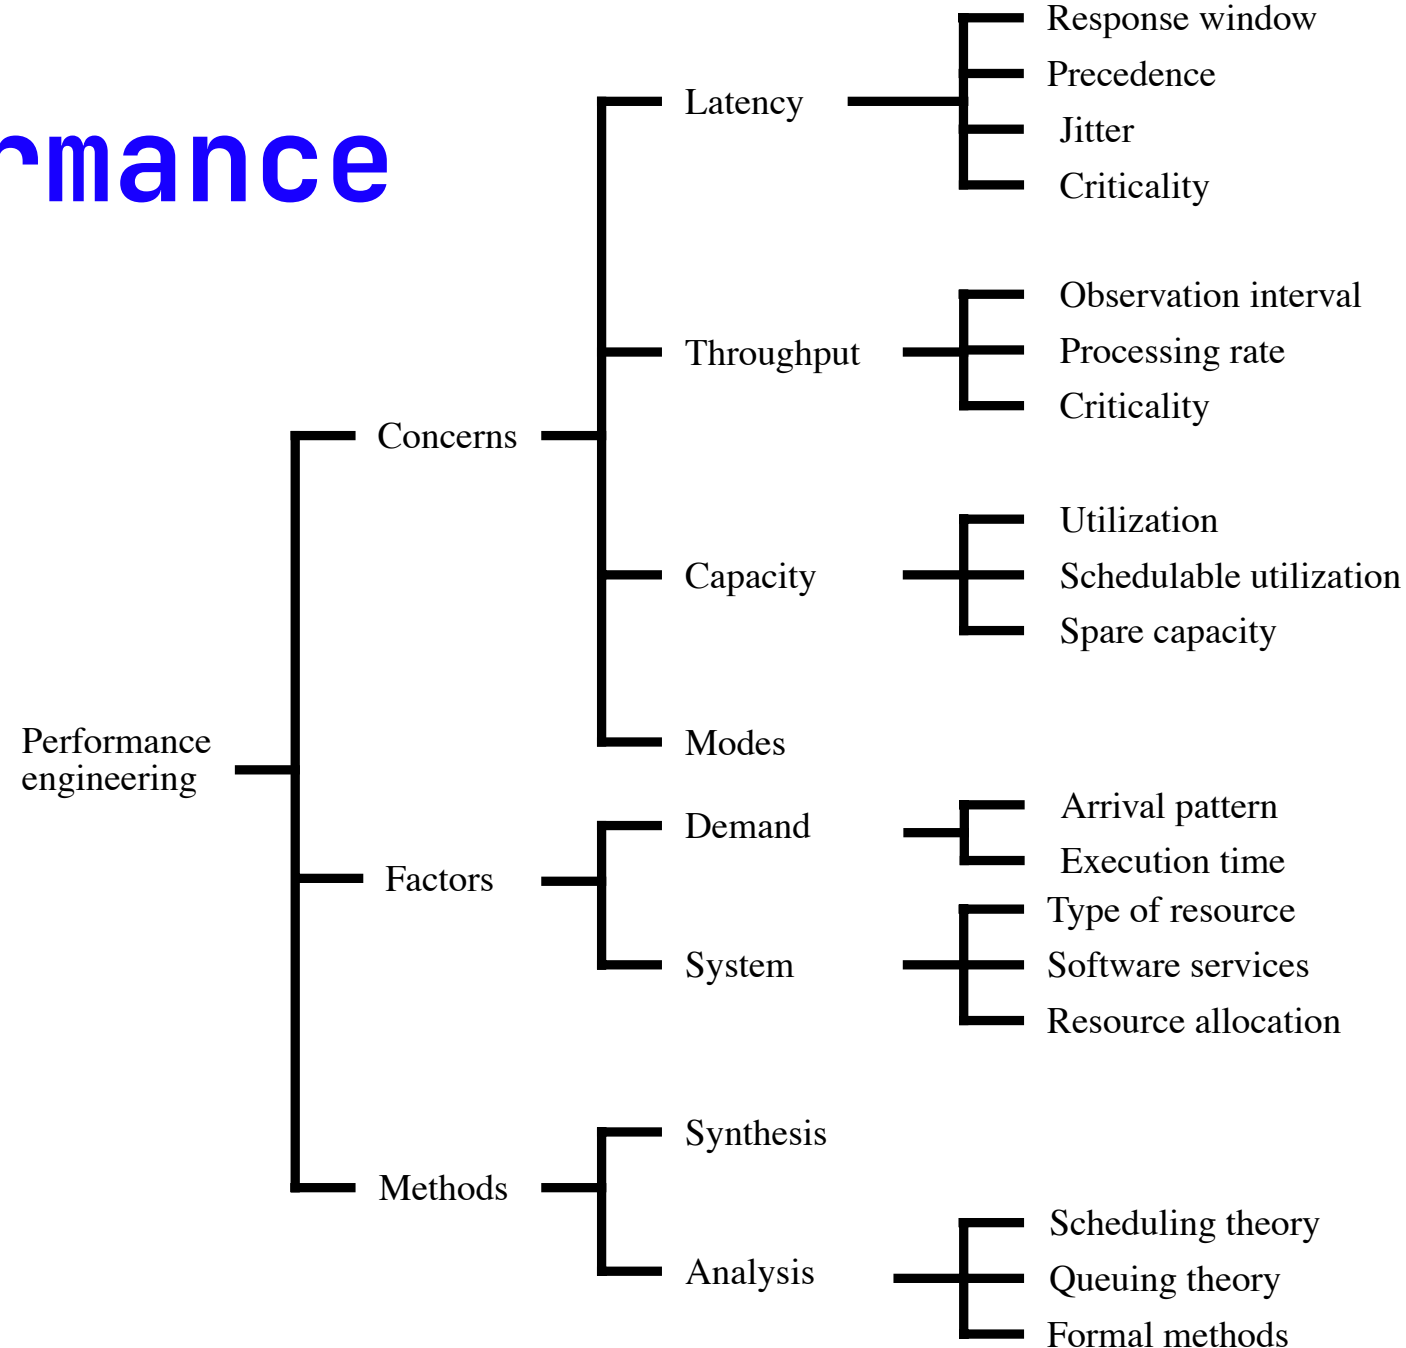 rmance
Performance
engineering
Concerns
Latency
Response window
Precedence
Jitter
Criticality
Throughput
Observation interval
Processing rate
Criticality
Capacity
Utilization
Schedulable utilization
Spare capacity
Modes
Factors
Demand
Arrival pattern
Execution time
System
Type of resource
Software services
Resource allocation
Methods
Synthesis
Analysis
Scheduling theory
Queuing theory
Formal methods